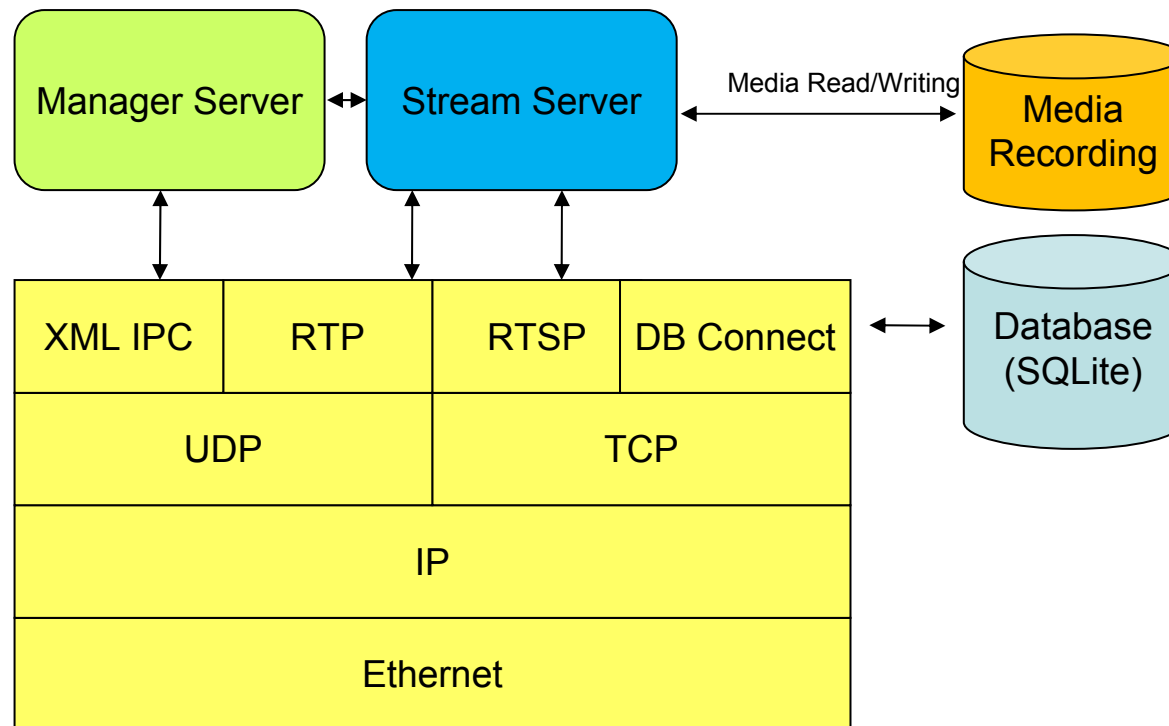 Manager Server
Stream Server
Media Read/Writing
Media
Recording
XML IPC
RTP
RTSP
DB Connect
Database
(SQLite)
UDP
TCP
IP
Ethernet